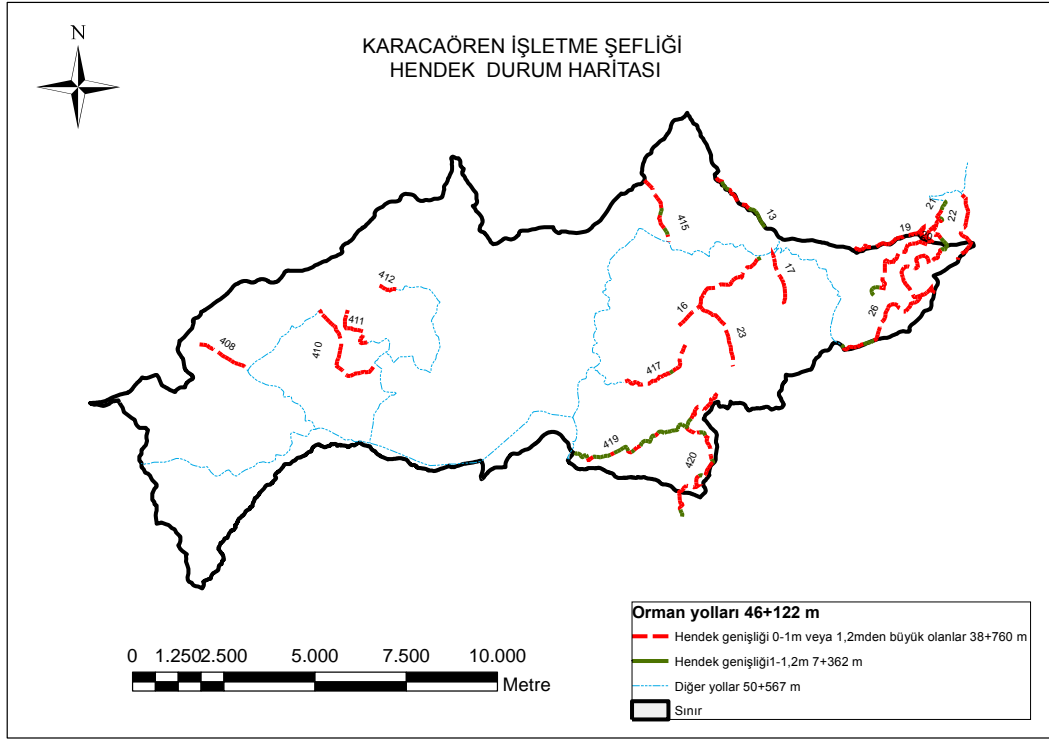 N
KARACAÖREN İŞLETME ŞEFLİĞİ
HENDEK DURUM HARİTASI
13
415
21
22
19
17
412
16
411
26
23
410
408
417
419
420
Orman yolları 46+122 m
Hendek genişliği 0-1m veya 1,2mden büyük olanlar 38+760 m
Hendek genişliği1-1,2m 7+362 m
Diğer yollar 50+567 m
Sınır
0 1.250 2.500 5.000 7.500 10.000
Metre